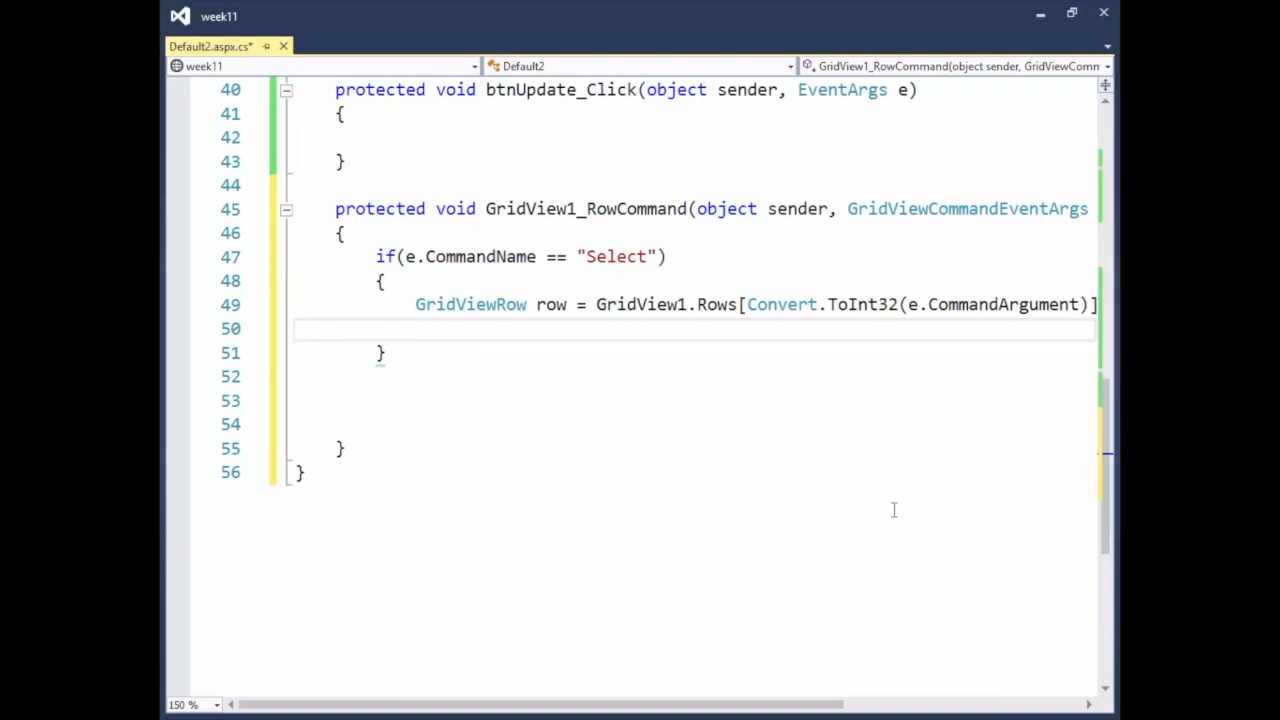 week11
Default2.aspx.cs*
week11 Default2 GridView1_RowCommand(object sender, GridViewComm
40 protected void btnUpdate_Click(object sender, EventArgs e)
41 {
42
43 }
44
45 protected void GridView1_RowCommand(object sender, GridViewCommandEventArgs
46 {
47 if(e.CommandName == "Select")
48 {
49 GridViewRow row = GridView1.Rows[Convert.ToInt32(e.CommandArgument)]
50
51 }
52
53
54
55 }
56 }
150 %